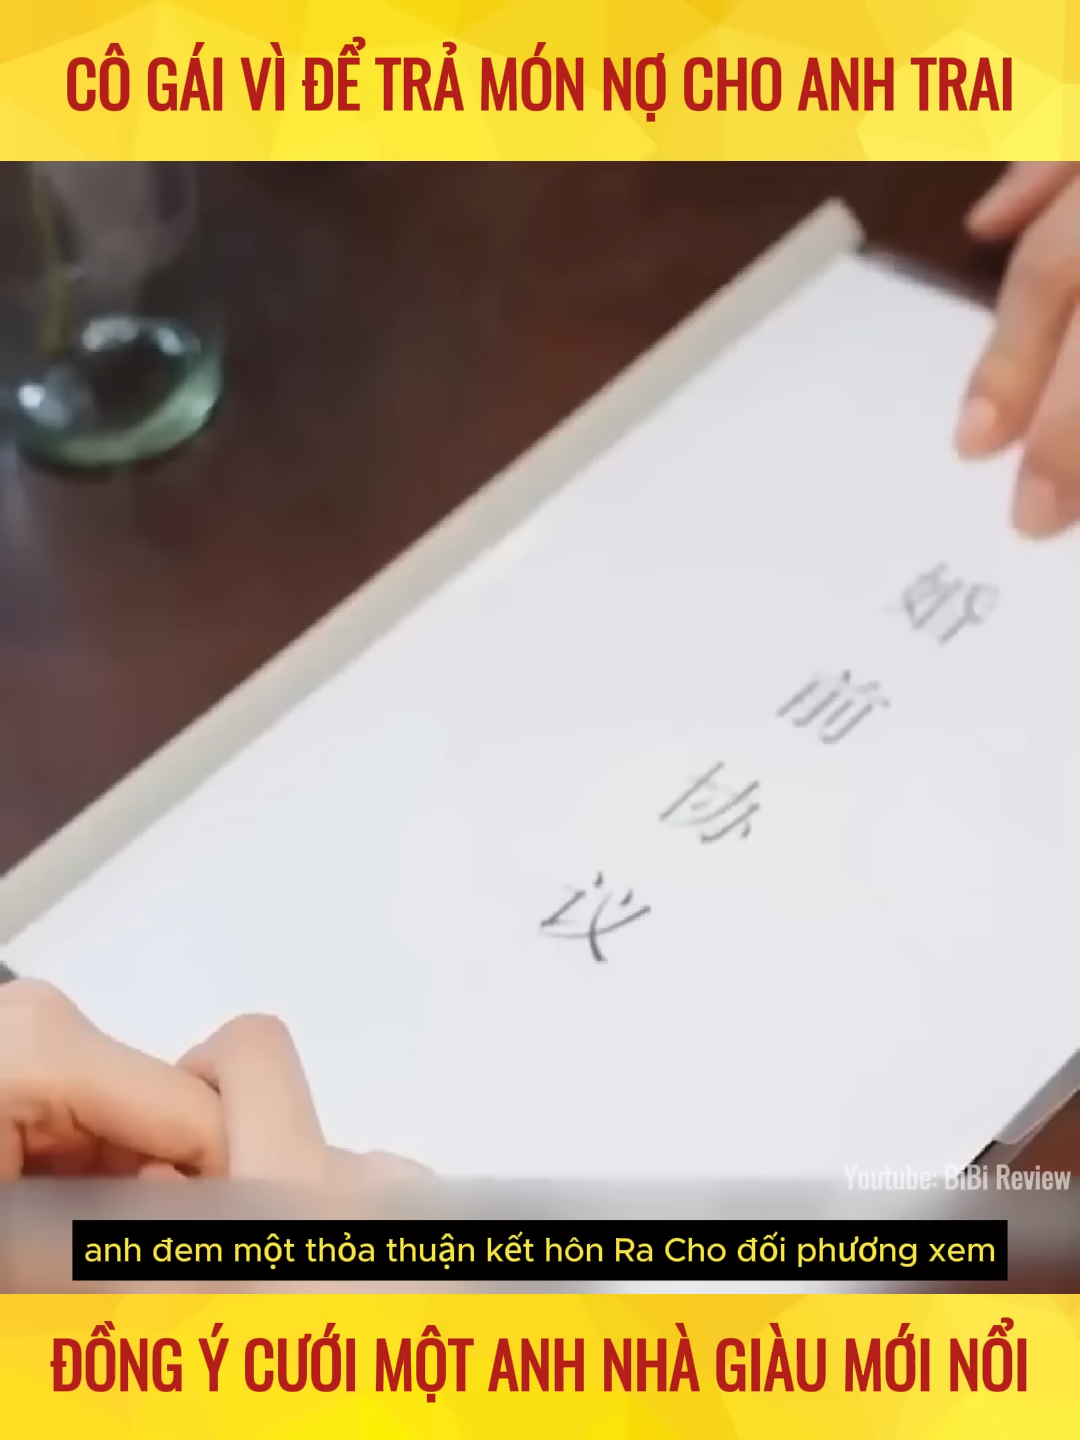 CÔ GÁI VÌ ĐỂ TRẢ MÓN NỢ CHO ANH TRAI
婚前协议
Youtube: BiBi Review
anh đem một thỏa thuận kết hôn Ra Cho đối phương xem
ĐỒNG Ý CƯỚI MỘT ANH NHÀ GIÀU MỚI NỔI